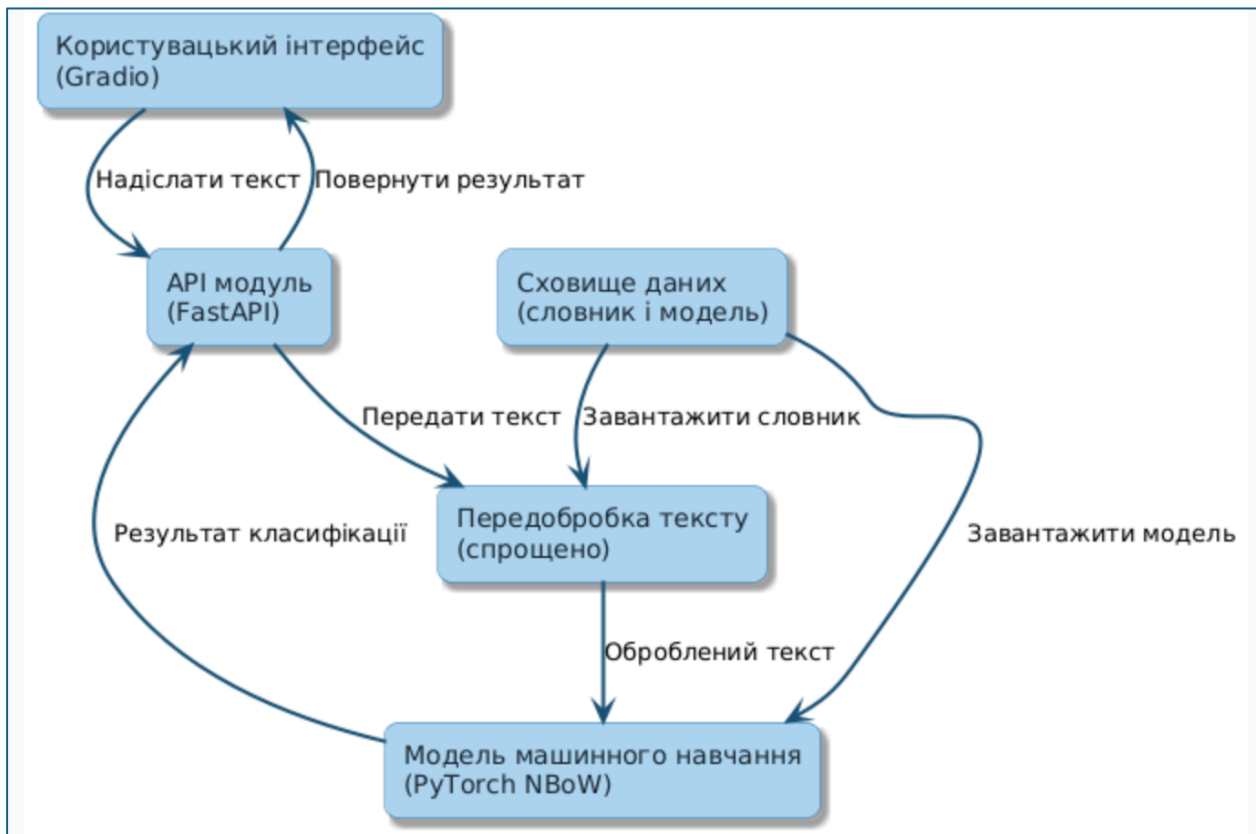 Користувацький інтерфейс
(Gradio)
Надіслати текст
Повернути результат
API модуль
(FastAPI)
Сховище даних
(словник і модель)
Передати текст
Завантажити словник
Передобробка тексту
(спрощено)
Результат класифікації
Завантажити модель
Оброблений текст
Модель машинного навчання
(PyTorch NBoW)